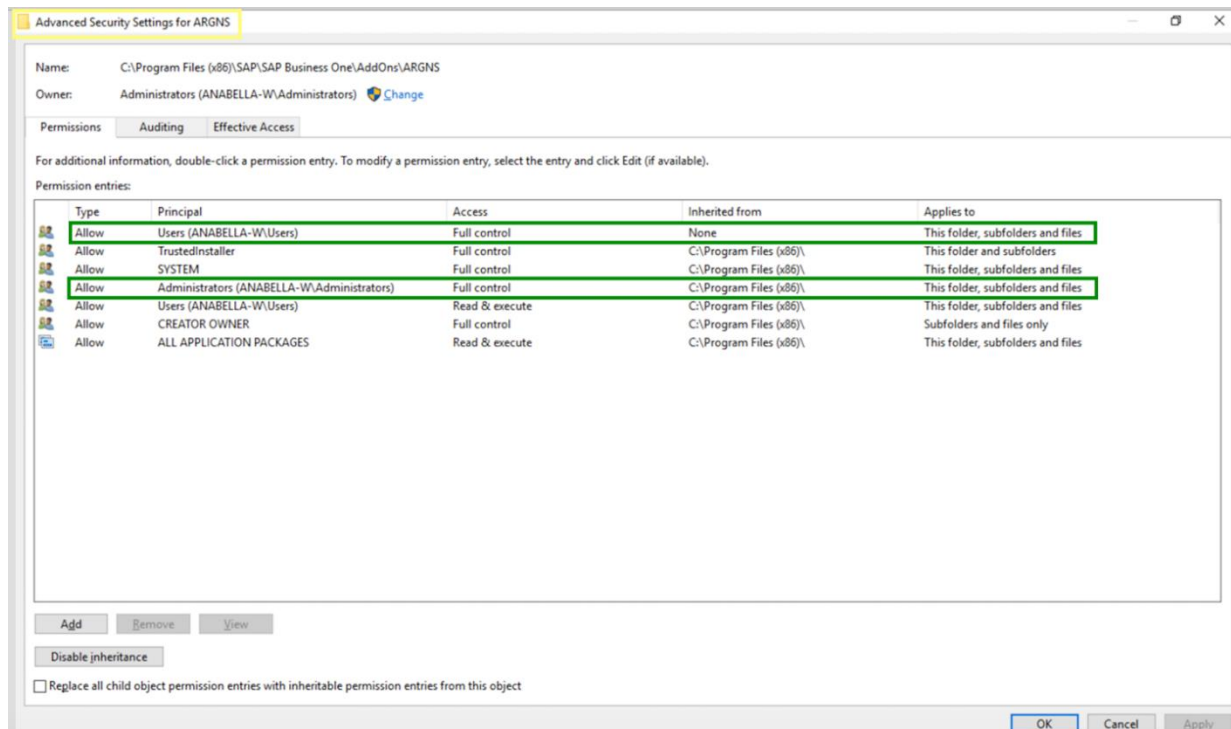 Advanced Security Settings for ARGNS
Name: C:\Program Files (x86)\SAP\SAP Business One\AddOns\ARGNS
Owner: Administrators (ANABELLA-W\Administrators) Change
Permissions Auditing Effective Access
For additional information, double-click a permission entry. To modify a permission entry, select the entry and click Edit (if available).
Permission entries:
Type Principal Access Inherited from Applies to
Allow Users (ANABELLA-W\Users) Full control None This folder, subfolders and files
Allow TrustedInstaller Full control C:\Program Files (x86)\ This folder and subfolders
Allow SYSTEM Full control C:\Program Files (x86)\ This folder, subfolders and files
Allow Administrators (ANABELLA-W\Administrators) Full control C:\Program Files (x86)\ This folder, subfolders and files
Allow Users (ANABELLA-W\Users) Read & execute C:\Program Files (x86)\ This folder, subfolders and files
Allow CREATOR OWNER Full control C:\Program Files (x86)\ Subfolders and files only
Allow ALL APPLICATION PACKAGES Read & execute C:\Program Files (x86)\ This folder, subfolders and files
Add Remove View
Disable inheritance
Replace all child object permission entries with inheritable permission entries from this object
OK Cancel Apply